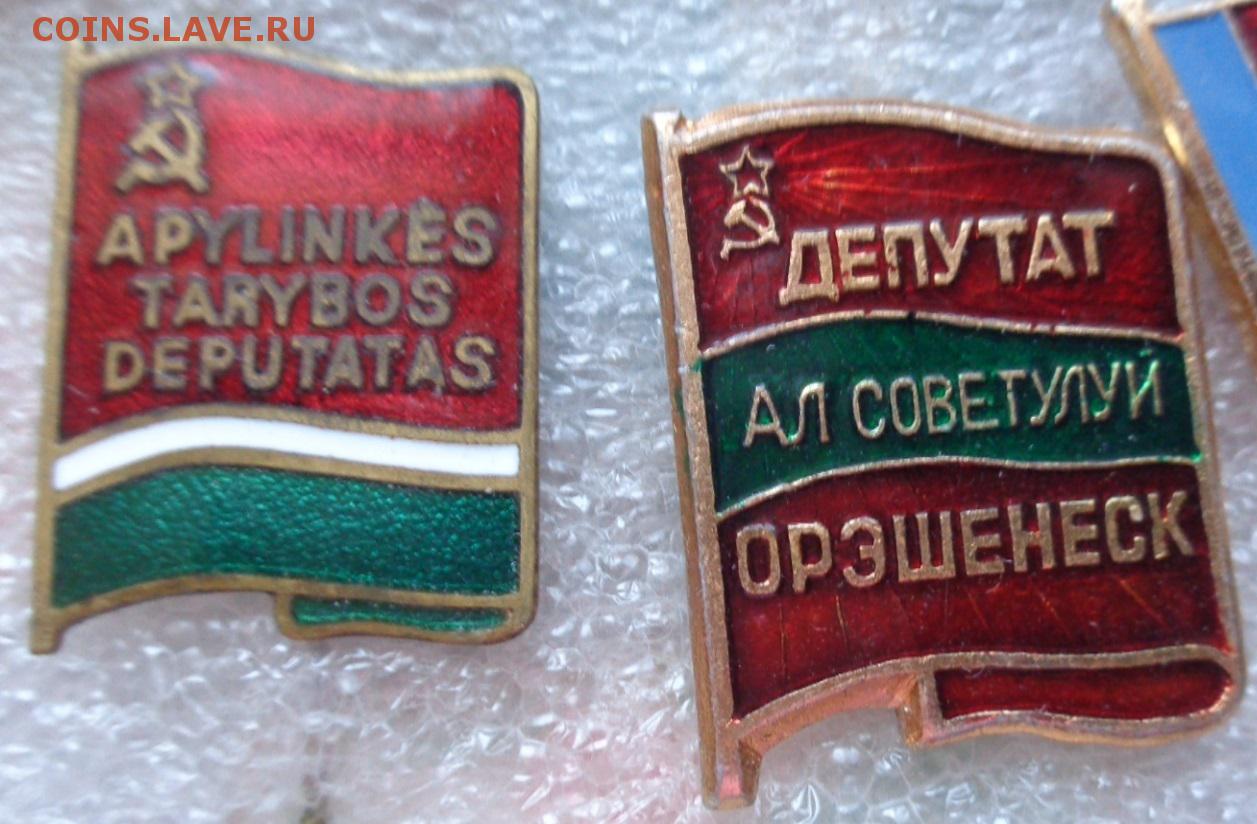 COINS.LAVE.RU
APYLINKĖS
TARYBOS
DEPUTATAS
ДЕПУТАТ
АЛ СОВЕТУЛУЙ
ОРЭШЕНЕСК